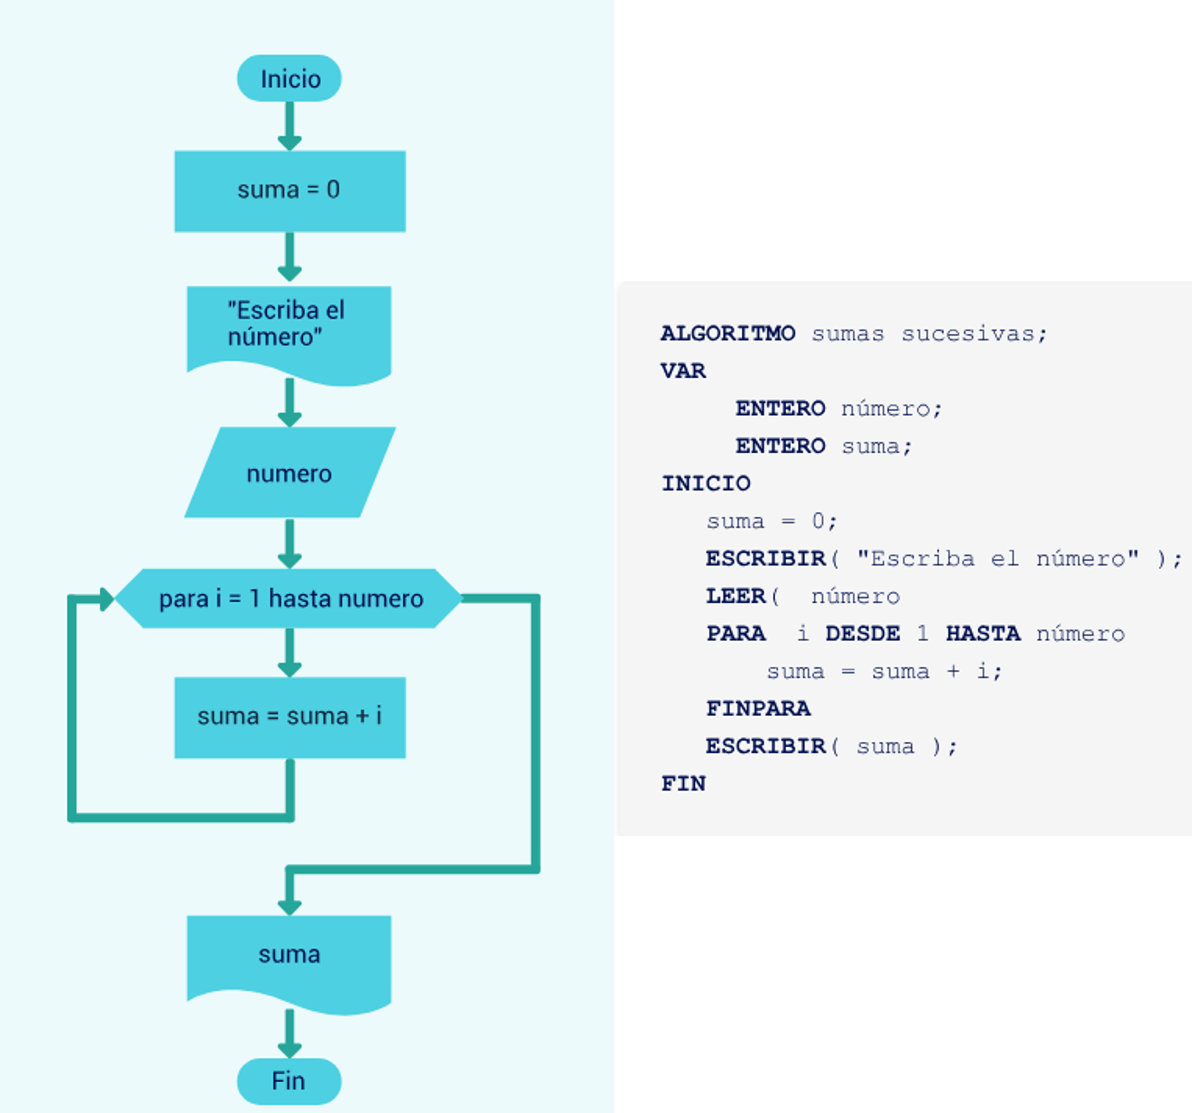 Inicio
suma = 0
"Escriba el
número"
numero
para i = 1 hasta numero
suma = suma + i
suma
Fin
ALGORITMO sumas sucesivas;
VAR
ENTERO número;
ENTERO suma;
INICIO
suma = 0;
ESCRIBIR( "Escriba el número" );
LEER(  número
PARA  i DESDE 1 HASTA número
suma = suma + i;
FINPARA
ESCRIBIR( suma );
FIN